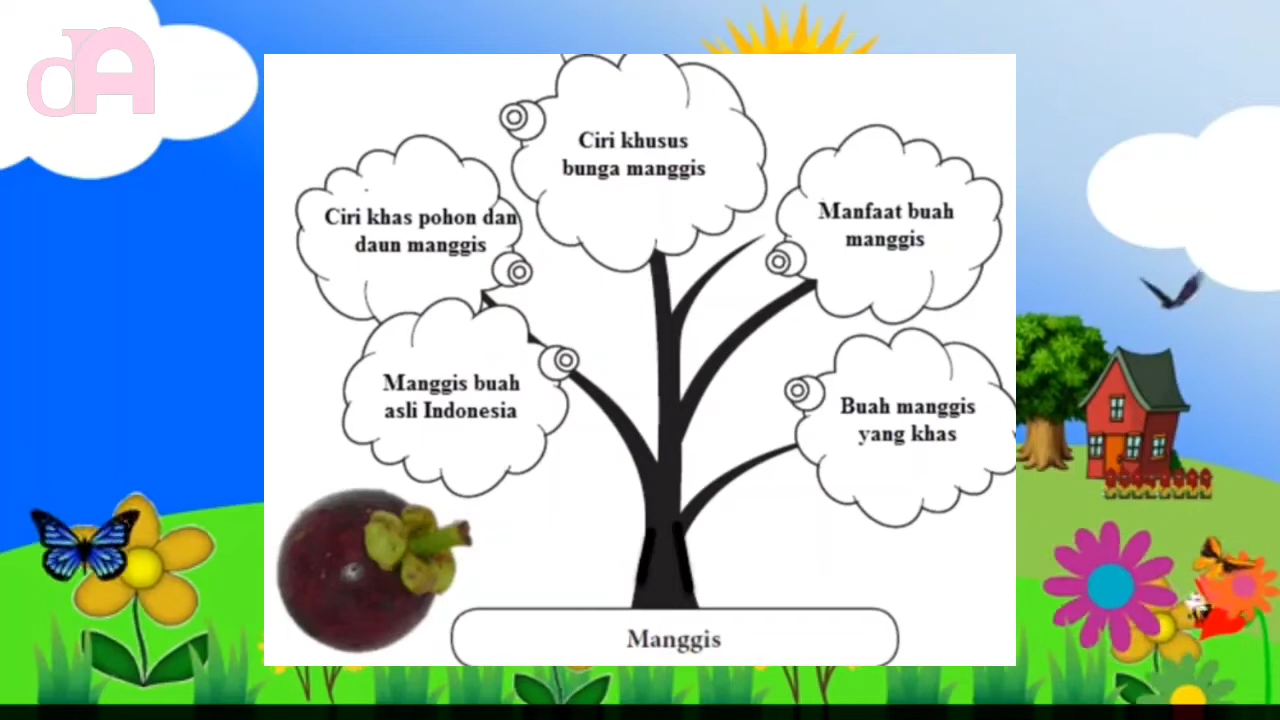 dA
Ciri khusus
bunga manggis
Ciri khas pohon dan
daun manggis
Manfaat buah
manggis
Manggis buah
asli Indonesia
Buah manggis
yang khas
Manggis